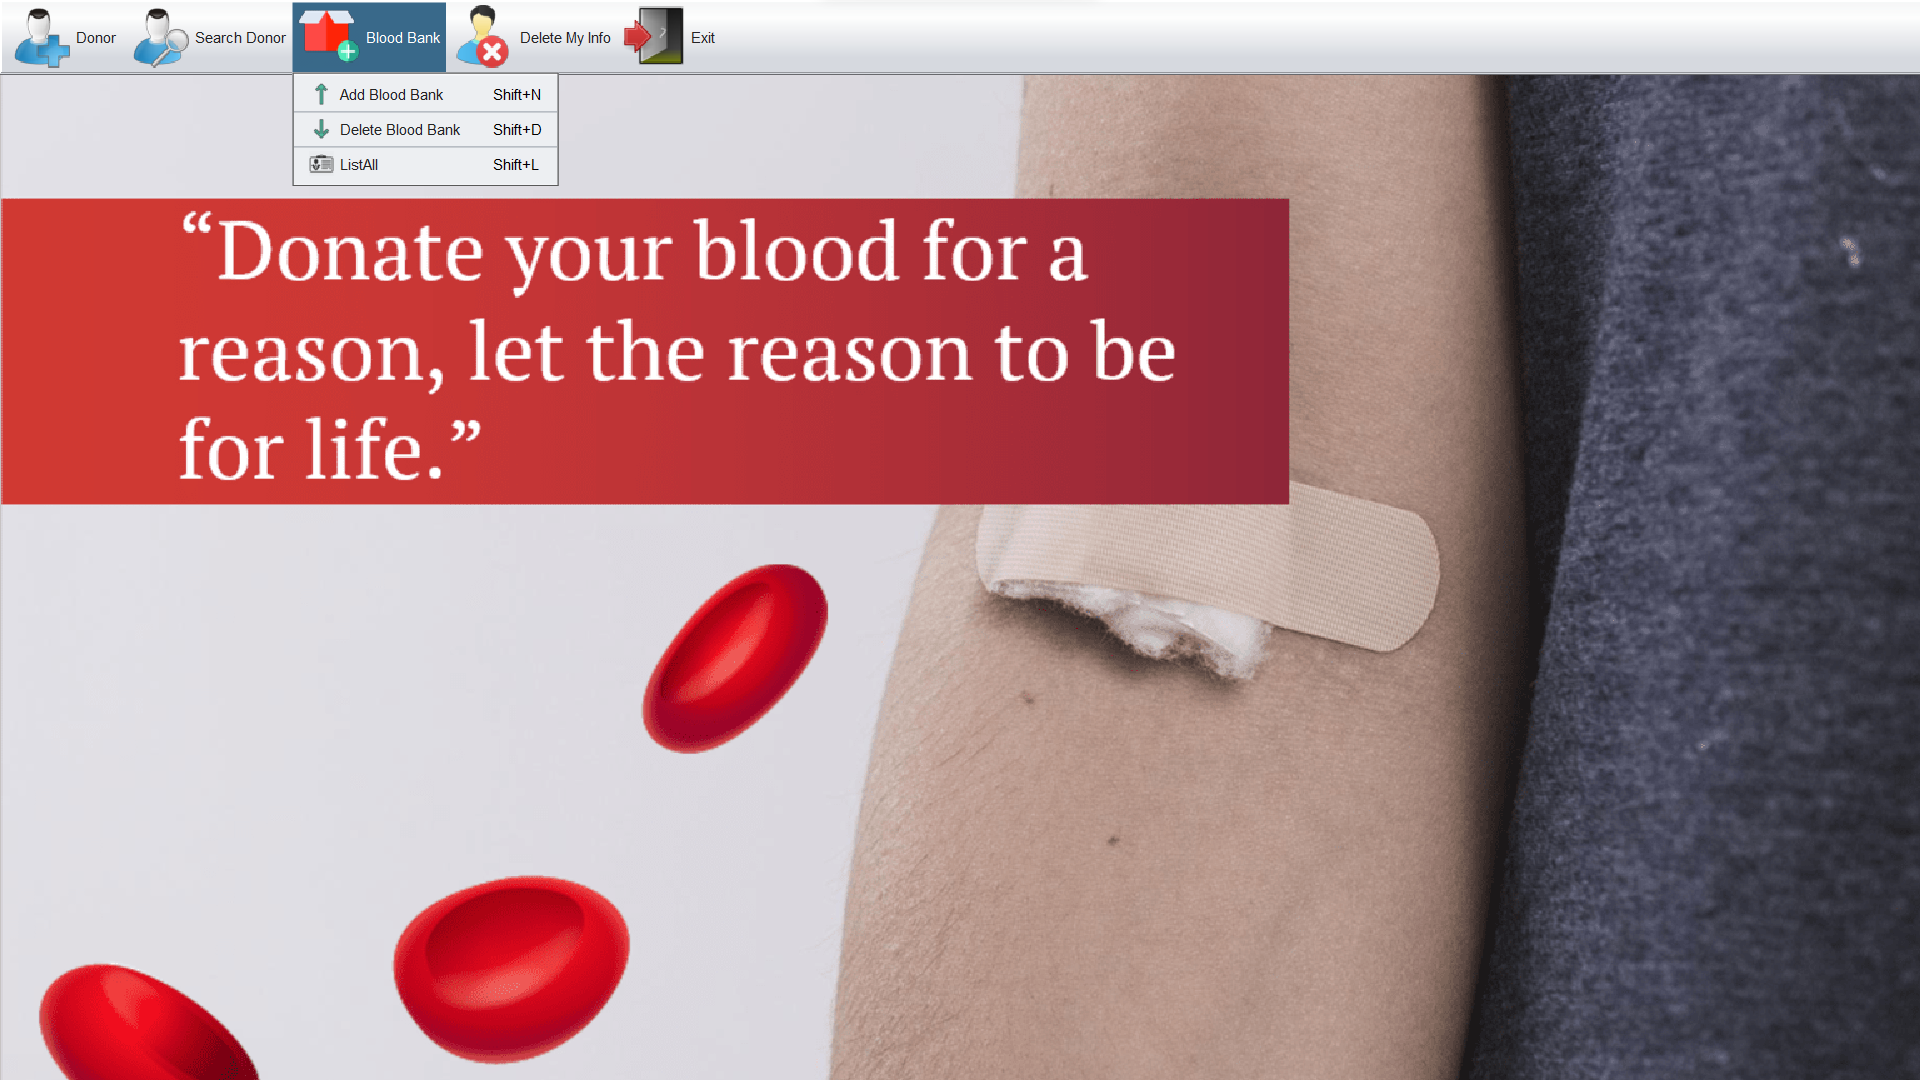 Donor Search Donor Blood Bank Delete My Info Exit
Add Blood Bank Shift+N
Delete Blood Bank Shift+D
ListAll Shift+L
“Donate your blood for a
reason, let the reason to be
for life.”